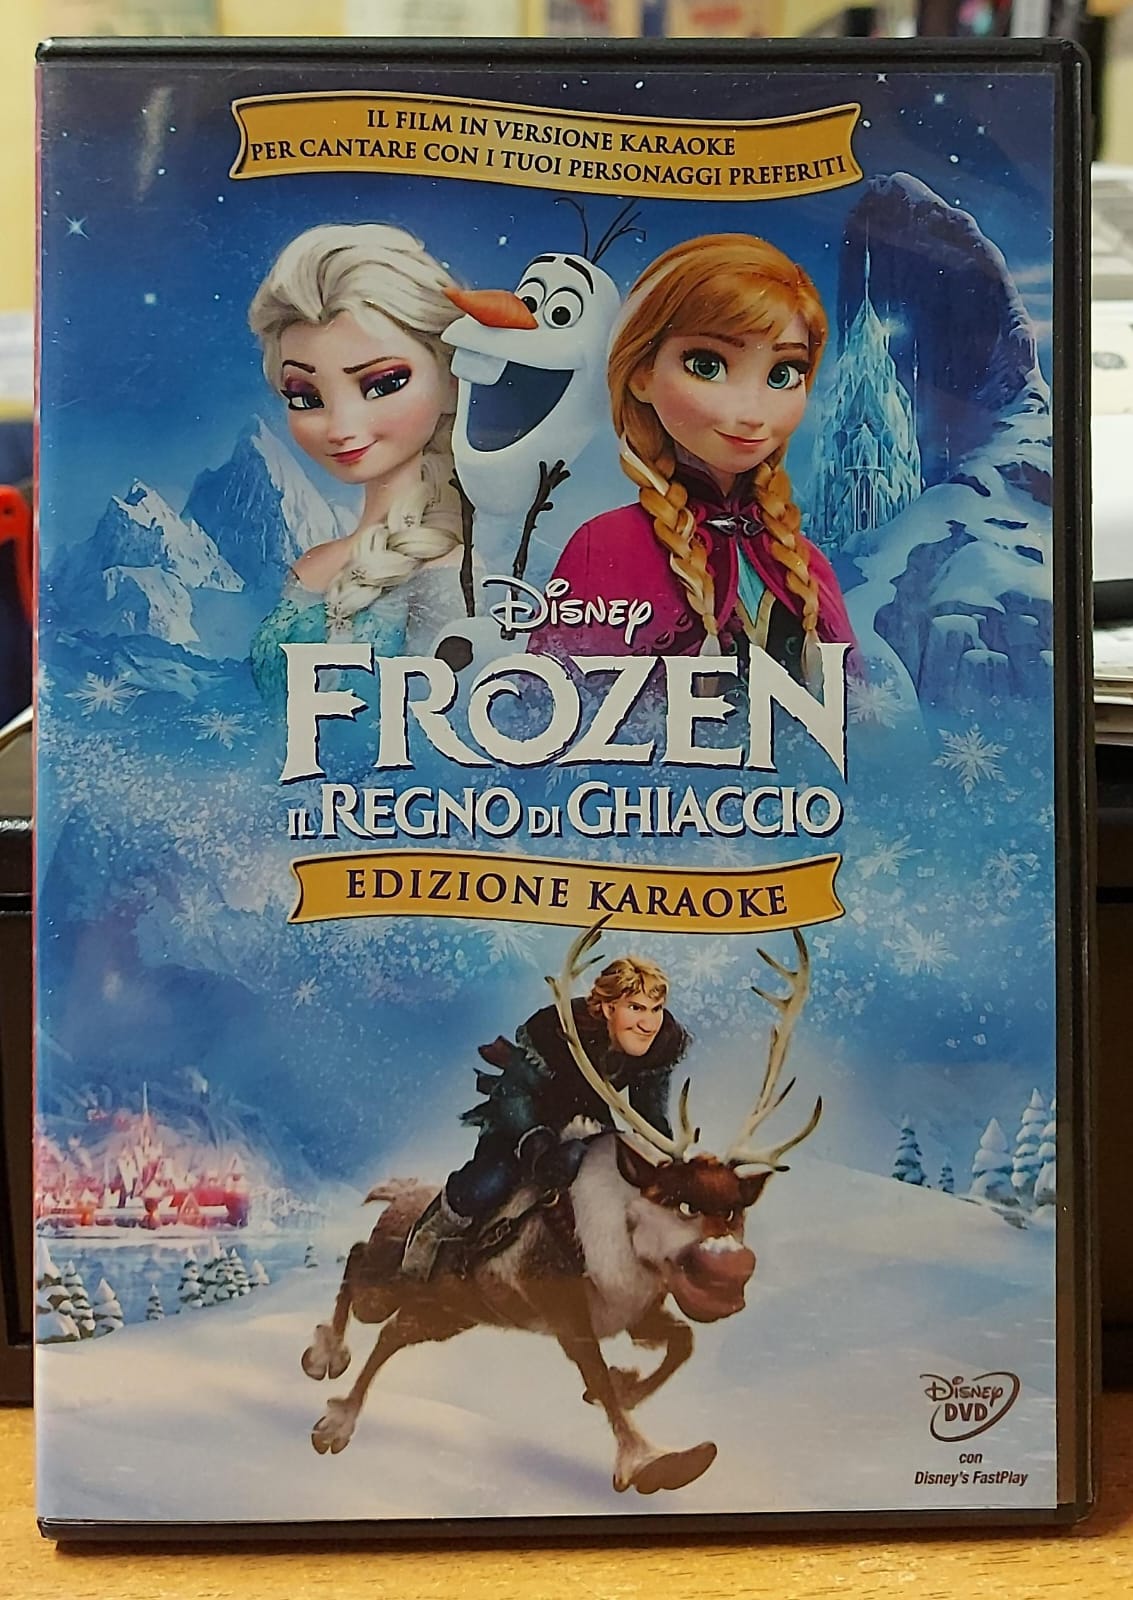 IL FILM IN VERSIONE KARAOKE
PER CANTARE CON I TUOI PERSONAGGI PREFERITI
DISNEY
FROZEN
IL REGNO DI GHIACCIO
EDIZIONE KARAOKE
DISNEY
DVD
con
Disney's FastPlay